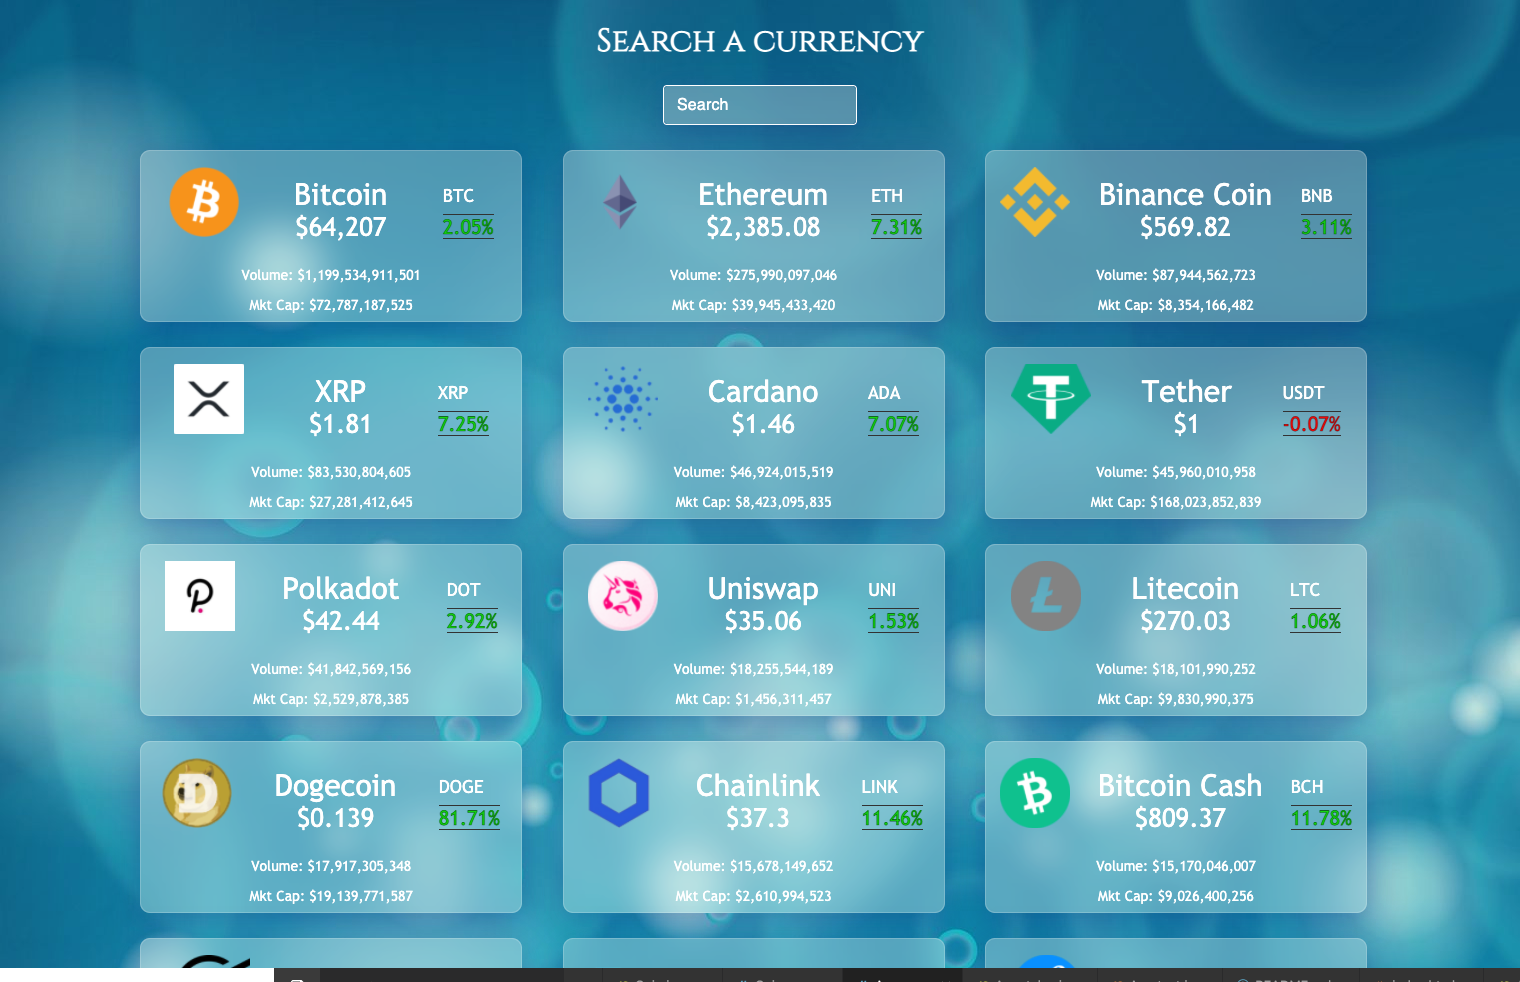 Search a currency
Search
Bitcoin
$64,207
BTC
2.05%
Volume: $1,199,534,911,501
Mkt Cap: $72,787,187,525
Ethereum
$2,385.08
ETH
7.31%
Volume: $275,990,097,046
Mkt Cap: $39,945,433,420
Binance Coin
$569.82
BNB
3.11%
Volume: $87,944,562,723
Mkt Cap: $8,354,166,482
XRP
$1.81
XRP
7.25%
Volume: $83,530,804,605
Mkt Cap: $27,281,412,645
Cardano
$1.46
ADA
7.07%
Volume: $46,924,015,519
Mkt Cap: $8,423,095,835
Tether
$1
USDT
-0.07%
Volume: $45,960,010,958
Mkt Cap: $168,023,852,839
Polkadot
$42.44
DOT
2.92%
Volume: $41,842,569,156
Mkt Cap: $2,529,878,385
Uniswap
$35.06
UNI
1.53%
Volume: $18,255,544,189
Mkt Cap: $1,456,311,457
Litecoin
$270.03
LTC
1.06%
Volume: $18,101,990,252
Mkt Cap: $9,830,990,375
Dogecoin
$0.139
DOGE
81.71%
Volume: $17,917,305,348
Mkt Cap: $19,139,771,587
Chainlink
$37.3
LINK
11.46%
Volume: $15,678,149,652
Mkt Cap: $2,610,994,523
Bitcoin Cash
$809.37
BCH
11.78%
Volume: $15,170,046,007
Mkt Cap: $9,026,400,256